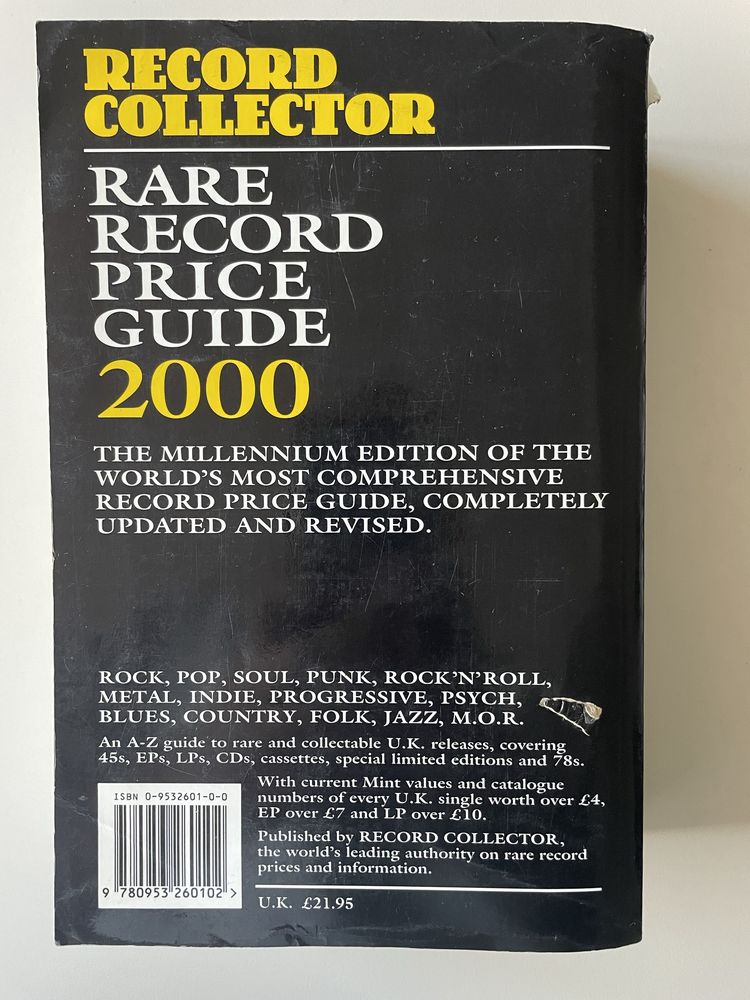 RECORD
COLLECTOR
RARE
RECORD
PRICE
GUIDE
2000
THE MILLENNIUM EDITION OF THE
WORLD'S MOST COMPREHENSIVE
RECORD PRICE GUIDE, COMPLETELY
UPDATED AND REVISED.
ROCK, POP, SOUL, PUNK, ROCK'N'ROLL,
METAL, INDIE, PROGRESSIVE, PSYCH,
BLUES, COUNTRY, FOLK, JAZZ, M.O.R.
An A-Z guide to rare and collectable U.K. releases, covering
45s, EPs, LPs, CDs, cassettes, special limited editions and 78s.
With current Mint values and catalogue
numbers of every U.K. single worth over £4,
EP over £7 and LP over £10.
Published by RECORD COLLECTOR,
the world's leading authority on rare record
prices and information.
U.K. £21.95
ISBN 0-9532601-0-0
9 780953 260102 >